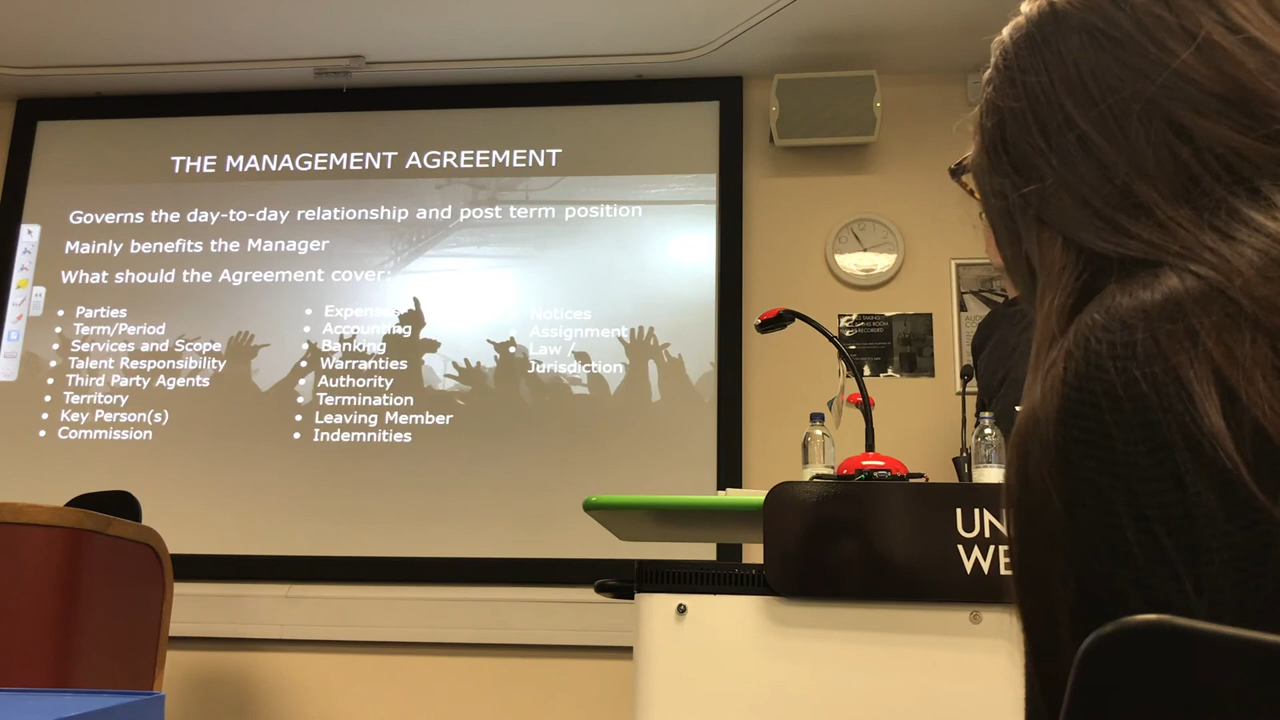 THE MANAGEMENT AGREEMENT
Governs the day-to-day relationship and post term position
Mainly benefits the Manager
What should the Agreement cover:
• Parties
• Term/Period
• Services and Scope
• Talent Responsibility
• Third Party Agents
• Territory
• Key Person(s)
• Commission
• Expenses
• Accounting
• Banking
• Warranties
• Authority
• Termination
• Leaving Member
• Indemnities
• Notices
• Assignment
• Law /
Jurisdiction
UN
WE